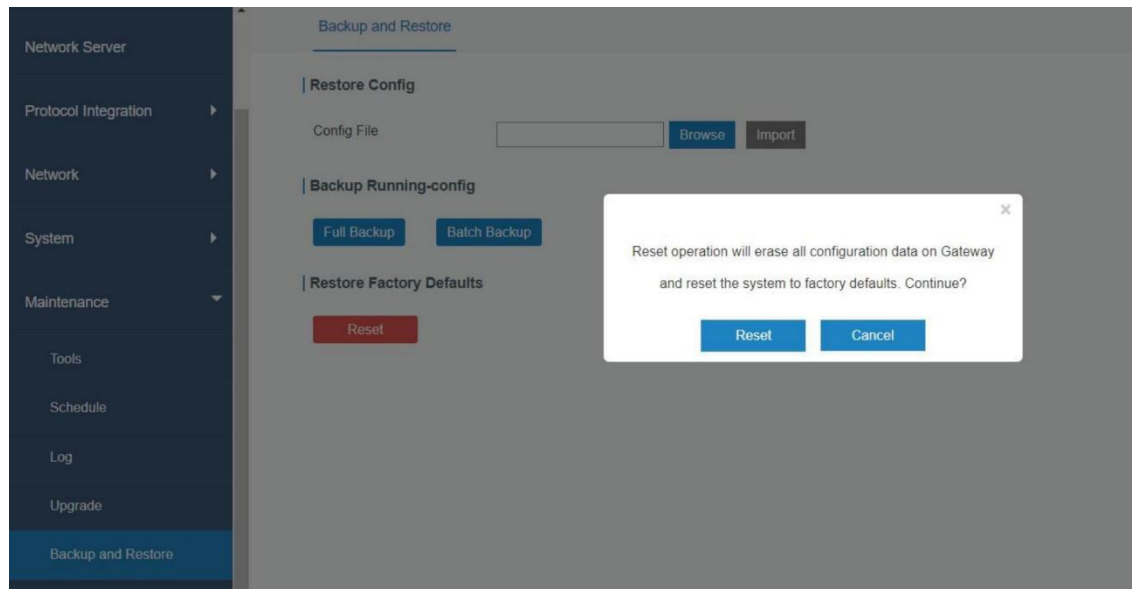 Network Server
Protocol Integration
Network
System
Maintenance
Tools
Schedule
Log
Upgrade
Backup and Restore
Backup and Restore
Restore Config
Config File
Browse
Import
Backup Running-config
Full Backup
Batch Backup
Restore Factory Defaults
Reset
Reset operation will erase all configuration data on Gateway
and reset the system to factory defaults. Continue?
Reset
Cancel